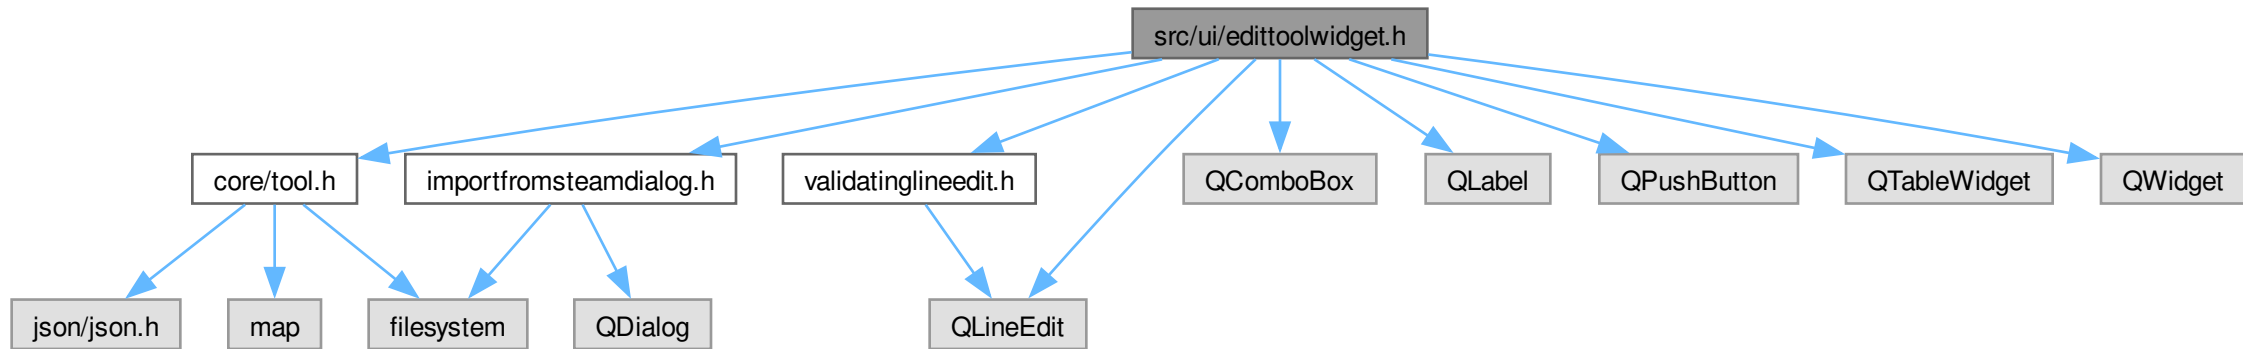 src/ui/edittoolwidget.h
core/tool.h
importfromsteamdialog.h
validatinglineedit.h
QComboBox
QLabel
QPushButton
QTableWidget
QWidget
json/json.h
map
filesystem
QDialog
QLineEdit